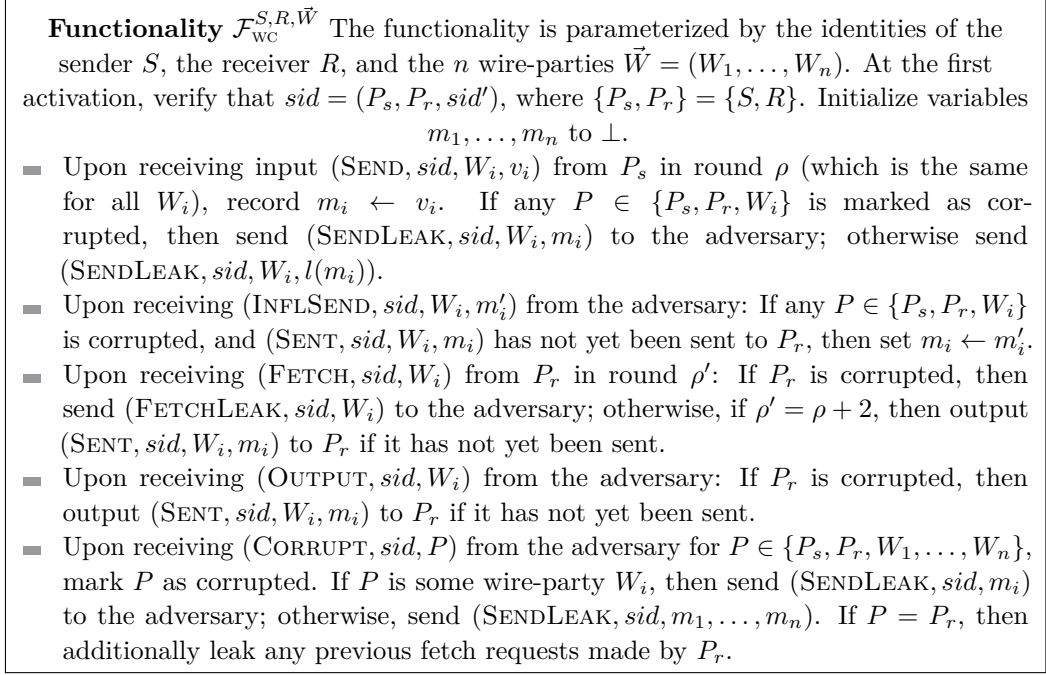 Functionality $\mathcal{F}_{\mathrm{WC}}^{S,R,\vec{W}}$ The functionality is parameterized by the identities of the
sender $S$, the receiver $R$, and the $n$ wire-parties $\vec{W} = (W_1, \ldots, W_n)$. At the first
activation, verify that $sid = (P_s, P_r, sid')$, where $\{P_s, P_r\} = \{S, R\}$. Initialize variables
$m_1, \ldots, m_n$ to $\bot$.
Upon receiving input (SEND, $sid, W_i, v_i$) from $P_s$ in round $\rho$ (which is the same
for all $W_i$), record $m_i \leftarrow v_i$. If any $P \in \{P_s, P_r, W_i\}$ is marked as cor-
rupted, then send (SENDLEAK, $sid, W_i, m_i$) to the adversary; otherwise send
(SENDLEAK, $sid, W_i, l(m_i)$).
Upon receiving (INFLSEND, $sid, W_i, m_i'$) from the adversary: If any $P \in \{P_s, P_r, W_i\}$
is corrupted, and (SENT, $sid, W_i, m_i$) has not yet been sent to $P_r$, then set $m_i \leftarrow m_i'$.
Upon receiving (FETCH, $sid, W_i$) from $P_r$ in round $\rho'$: If $P_r$ is corrupted, then
send (FETCHLEAK, $sid, W_i$) to the adversary; otherwise, if $\rho' = \rho + 2$, then output
(SENT, $sid, W_i, m_i$) to $P_r$ if it has not yet been sent.
Upon receiving (OUTPUT, $sid, W_i$) from the adversary: If $P_r$ is corrupted, then
output (SENT, $sid, W_i, m_i$) to $P_r$ if it has not yet been sent.
Upon receiving (CORRUPT, $sid, P$) from the adversary for $P \in \{P_s, P_r, W_1, \ldots, W_n\}$,
mark $P$ as corrupted. If $P$ is some wire-party $W_i$, then send (SENDLEAK, $sid, m_i$)
to the adversary; otherwise, send (SENDLEAK, $sid, m_1, \ldots, m_n$). If $P = P_r$, then
additionally leak any previous fetch requests made by $P_r$.